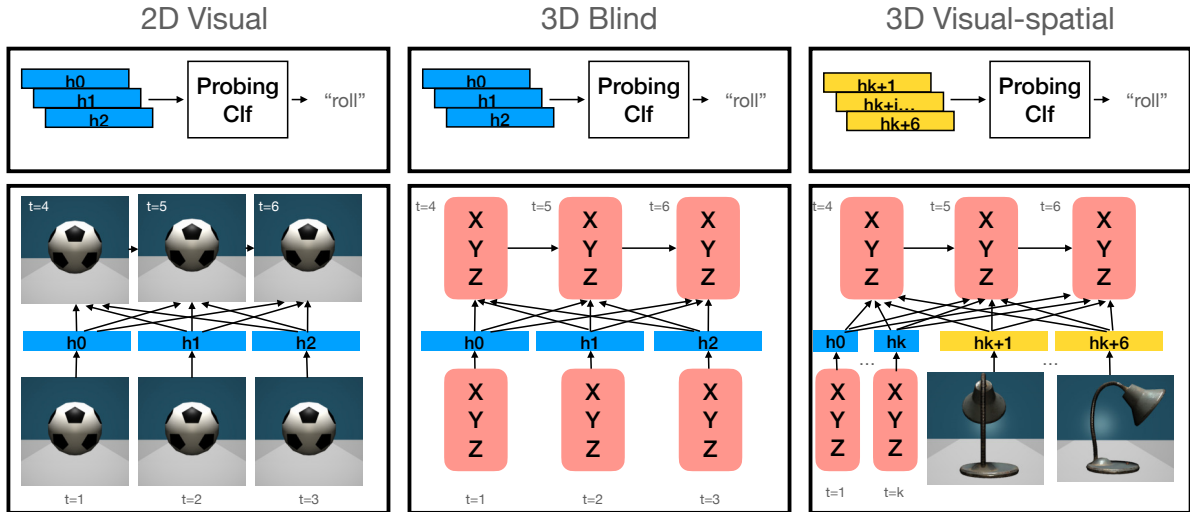 2D Visual
h0
h1
h2
Probing
Clf
“roll”
t=4
t=5
t=6
h0
h1
h2
t=1
t=2
t=3
3D Blind
h0
h1
h2
Probing
Clf
“roll”
t=4
X
Y
Z
t=5
X
Y
Z
t=6
X
Y
Z
h0
h1
h2
X
Y
Z
X
Y
Z
X
Y
Z
t=1
t=2
t=3
3D Visual-spatial
hk+1
hk+i...
hk+6
Probing
Clf
“roll”
t=4
X
Y
Z
t=5
X
Y
Z
t=6
X
Y
Z
h0
hk
hk+1
hk+6
...
...
X
Y
Z
X
Y
Z
t=1
t=k